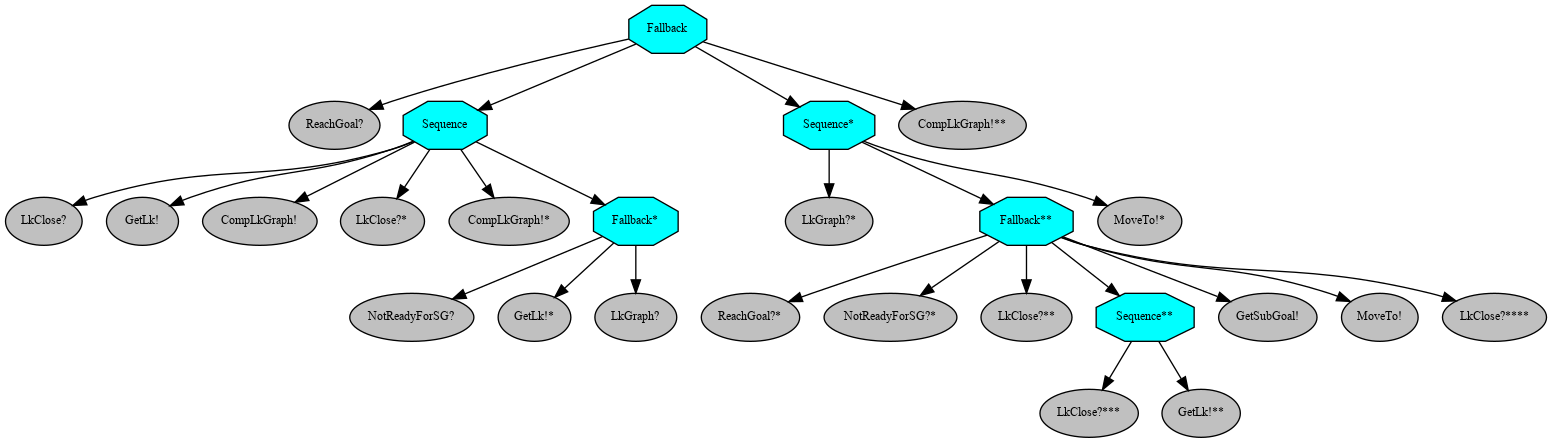 Fallback
ReachGoal?
Sequence
Sequence*
CompLkGraph!**
LkClose?
GetLk!
CompLkGraph!
LkClose?*
CompLkGraph!*
Fallback*
LkGraph?*
Fallback**
MoveTo!*
NotReadyForSG?
GetLk!*
LkGraph?
ReachGoal?*
NotReadyForSG?*
LkClose?**
Sequence**
GetSubGoal!
MoveTo!
LkClose?****
LkClose?***
GetLk!**